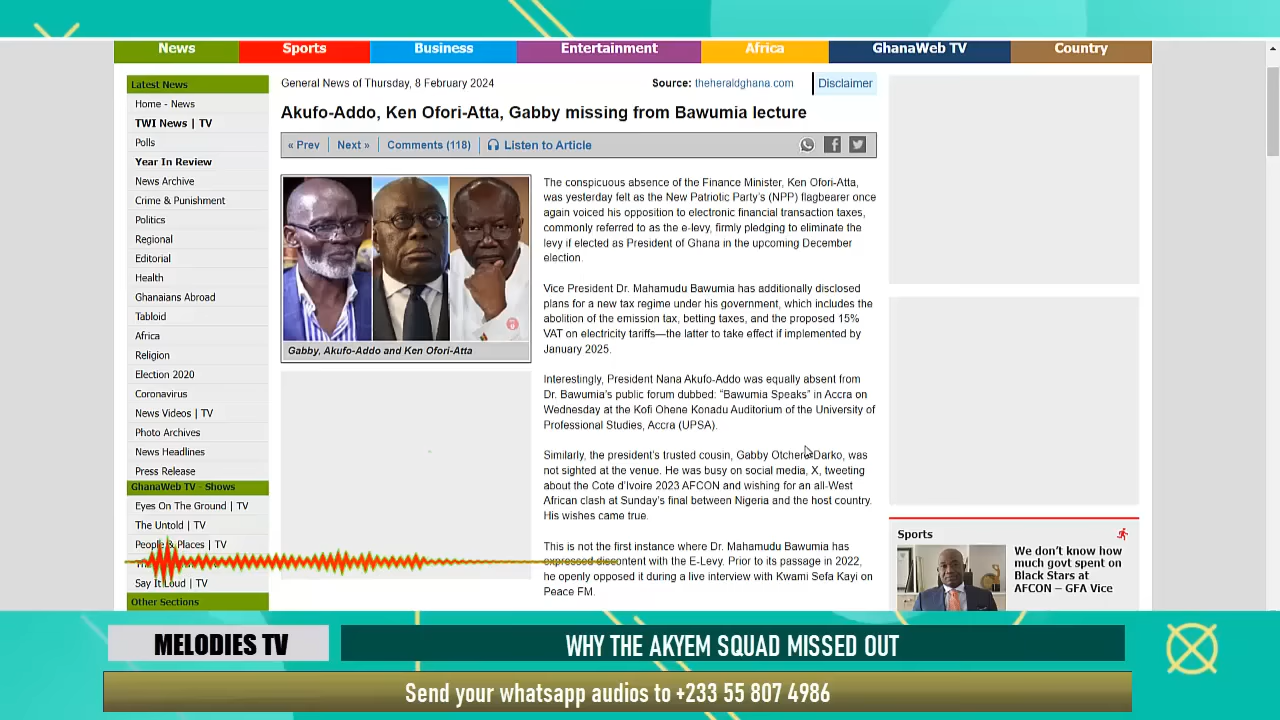 News Sports Business Entertainment Africa GhanaWeb TV Country
Latest News
Home - News
TWI News | TV
Polls
Year In Review
News Archive
Crime & Punishment
Politics
Regional
Editorial
Health
Ghanaians Abroad
Tabloid
Africa
Religion
Election 2020
Coronavirus
News Videos | TV
Photo Archives
News Headlines
Press Release
GhanaWeb TV - Shows
Eyes On The Ground | TV
The Untold | TV
People & Places | TV
Say It Loud | TV
Other Sections
General News of Thursday, 8 February 2024
Source: theheraldghana.com
Disclaimer
Akufo-Addo, Ken Ofori-Atta, Gabby missing from Bawumia lecture
« Prev Next » Comments (118) Listen to Article
Gabby, Akufo-Addo and Ken Ofori-Atta
The conspicuous absence of the Finance Minister, Ken Ofori-Atta,
was yesterday felt as the New Patriotic Party's (NPP) flagbearer once
again voiced his opposition to electronic financial transaction taxes,
commonly referred to as the e-levy, firmly pledging to eliminate the
levy if elected as President of Ghana in the upcoming December
election.
Vice President Dr. Mahamudu Bawumia has additionally disclosed
plans for a new tax regime under his government, which includes the
abolition of the emission tax, betting taxes, and the proposed 15%
VAT on electricity tariffs—the latter to take effect if implemented by
January 2025.
Interestingly, President Nana Akufo-Addo was equally absent from
Dr. Bawumia's public forum dubbed: “Bawumia Speaks” in Accra on
Wednesday at the Kofi Ohene Konadu Auditorium of the University of
Professional Studies, Accra (UPSA).
Similarly, the president's trusted cousin, Gabby Otchere-Darko, was
not sighted at the venue. He was busy on social media, X, tweeting
about the Cote d'Ivoire 2023 AFCON and wishing for an all-West
African clash at Sunday's final between Nigeria and the host country.
His wishes came true.
This is not the first instance where Dr. Mahamudu Bawumia has
expressed discontent with the E-Levy. Prior to its passage in 2022,
he openly opposed it during a live interview with Kwami Sefa Kayi on
Peace FM.
Sports
We don't know how
much govt spent on
Black Stars at
AFCON – GFA Vice
MELODIES TV
WHY THE AKYEM SQUAD MISSED OUT
Send your whatsapp audios to +233 55 807 4986